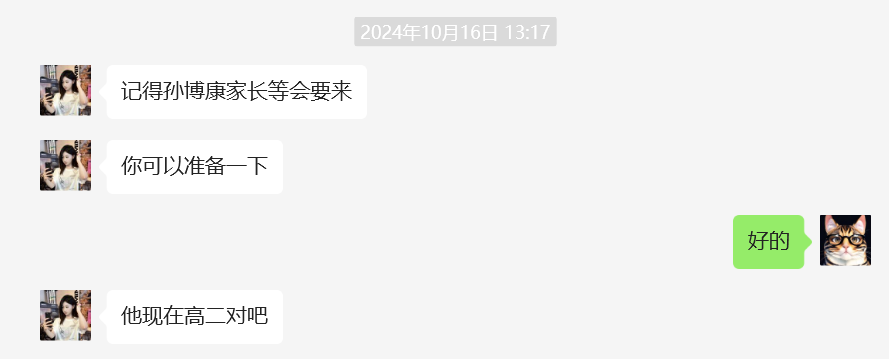 2024年10月16日 13:17
记得孙博康家长等会要来
你可以准备一下
好的
他现在高二对吧